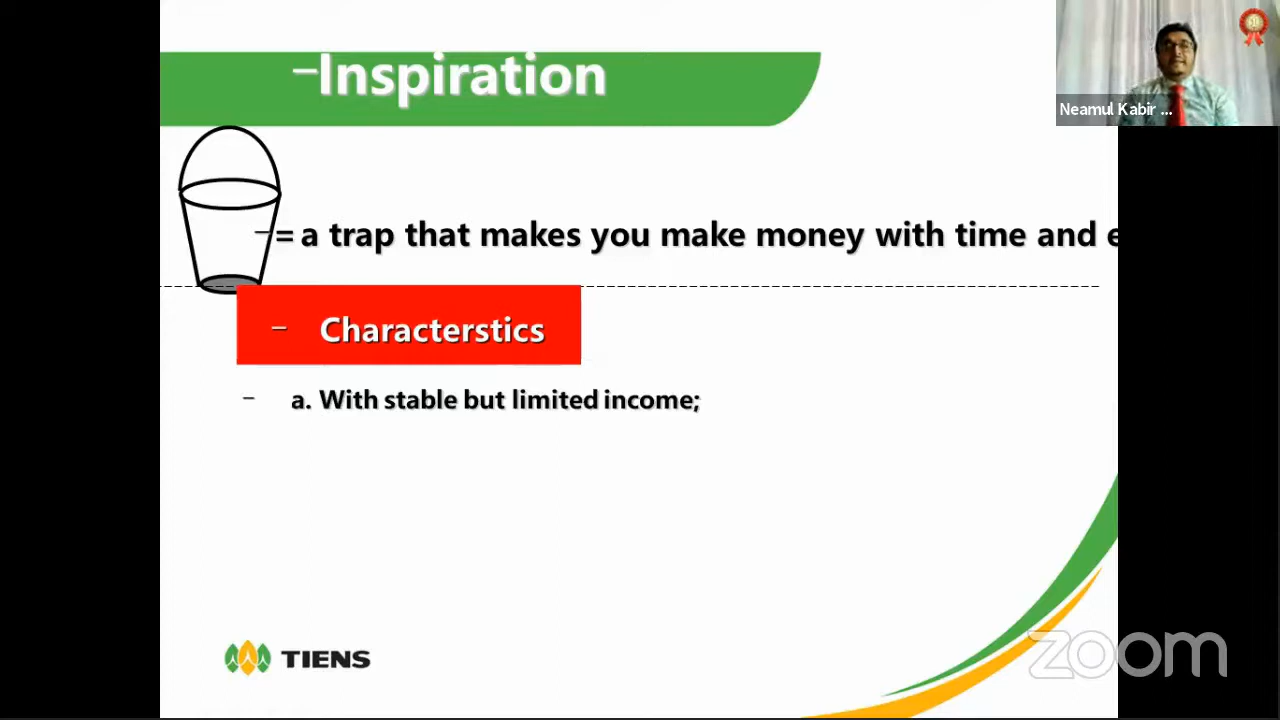 –Inspiration
Neamul Kabir ...
–= a trap that makes you make money with time and e
– Characterstics
– a. With stable but limited income;
TIENS
zoom